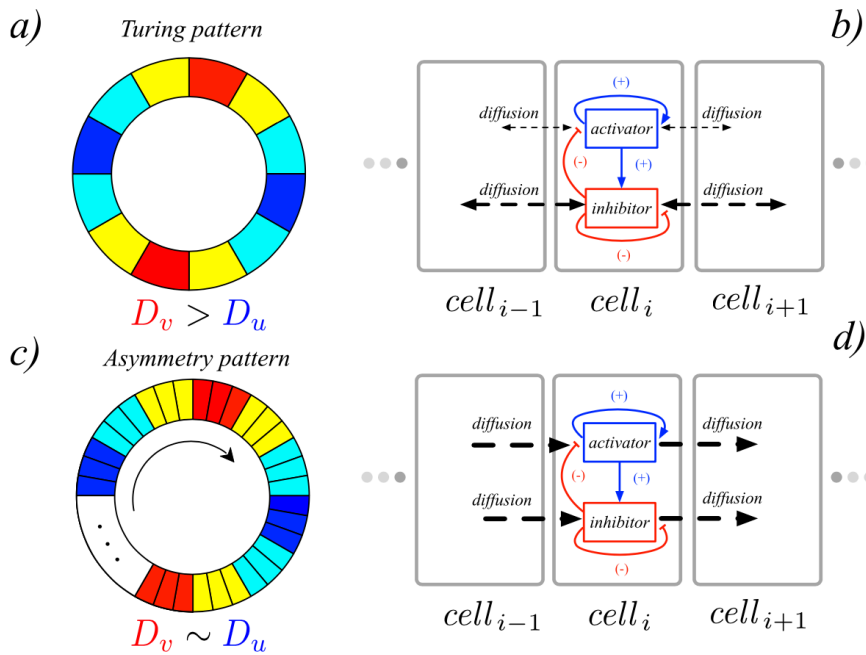 a)
Turing pattern
D_v > D_u
b)
(+)
diffusion
activator
diffusion
(-)
(+)
diffusion
inhibitor
diffusion
(-)
cell_{i-1}
cell_i
cell_{i+1}
c)
Asymmetry pattern
D_v ∼ D_u
d)
(+)
diffusion
activator
diffusion
(-)
(+)
diffusion
inhibitor
diffusion
(-)
cell_{i-1}
cell_i
cell_{i+1}